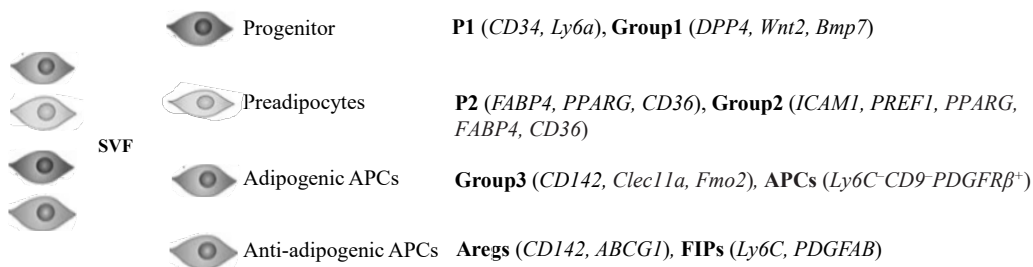 Progenitor P1 (CD34, Ly6a), Group1 (DPP4, Wnt2, Bmp7)
Preadipocytes P2 (FABP4, PPARG, CD36), Group2 (ICAM1, PREF1, PPARG,
FABP4, CD36)
SVF
Adipogenic APCs Group3 (CD142, Clec11a, Fmo2), APCs (Ly6C⁻CD9⁻PDGFRβ⁺)
Anti-adipogenic APCs Aregs (CD142, ABCG1), FIPs (Ly6C, PDGFAB)